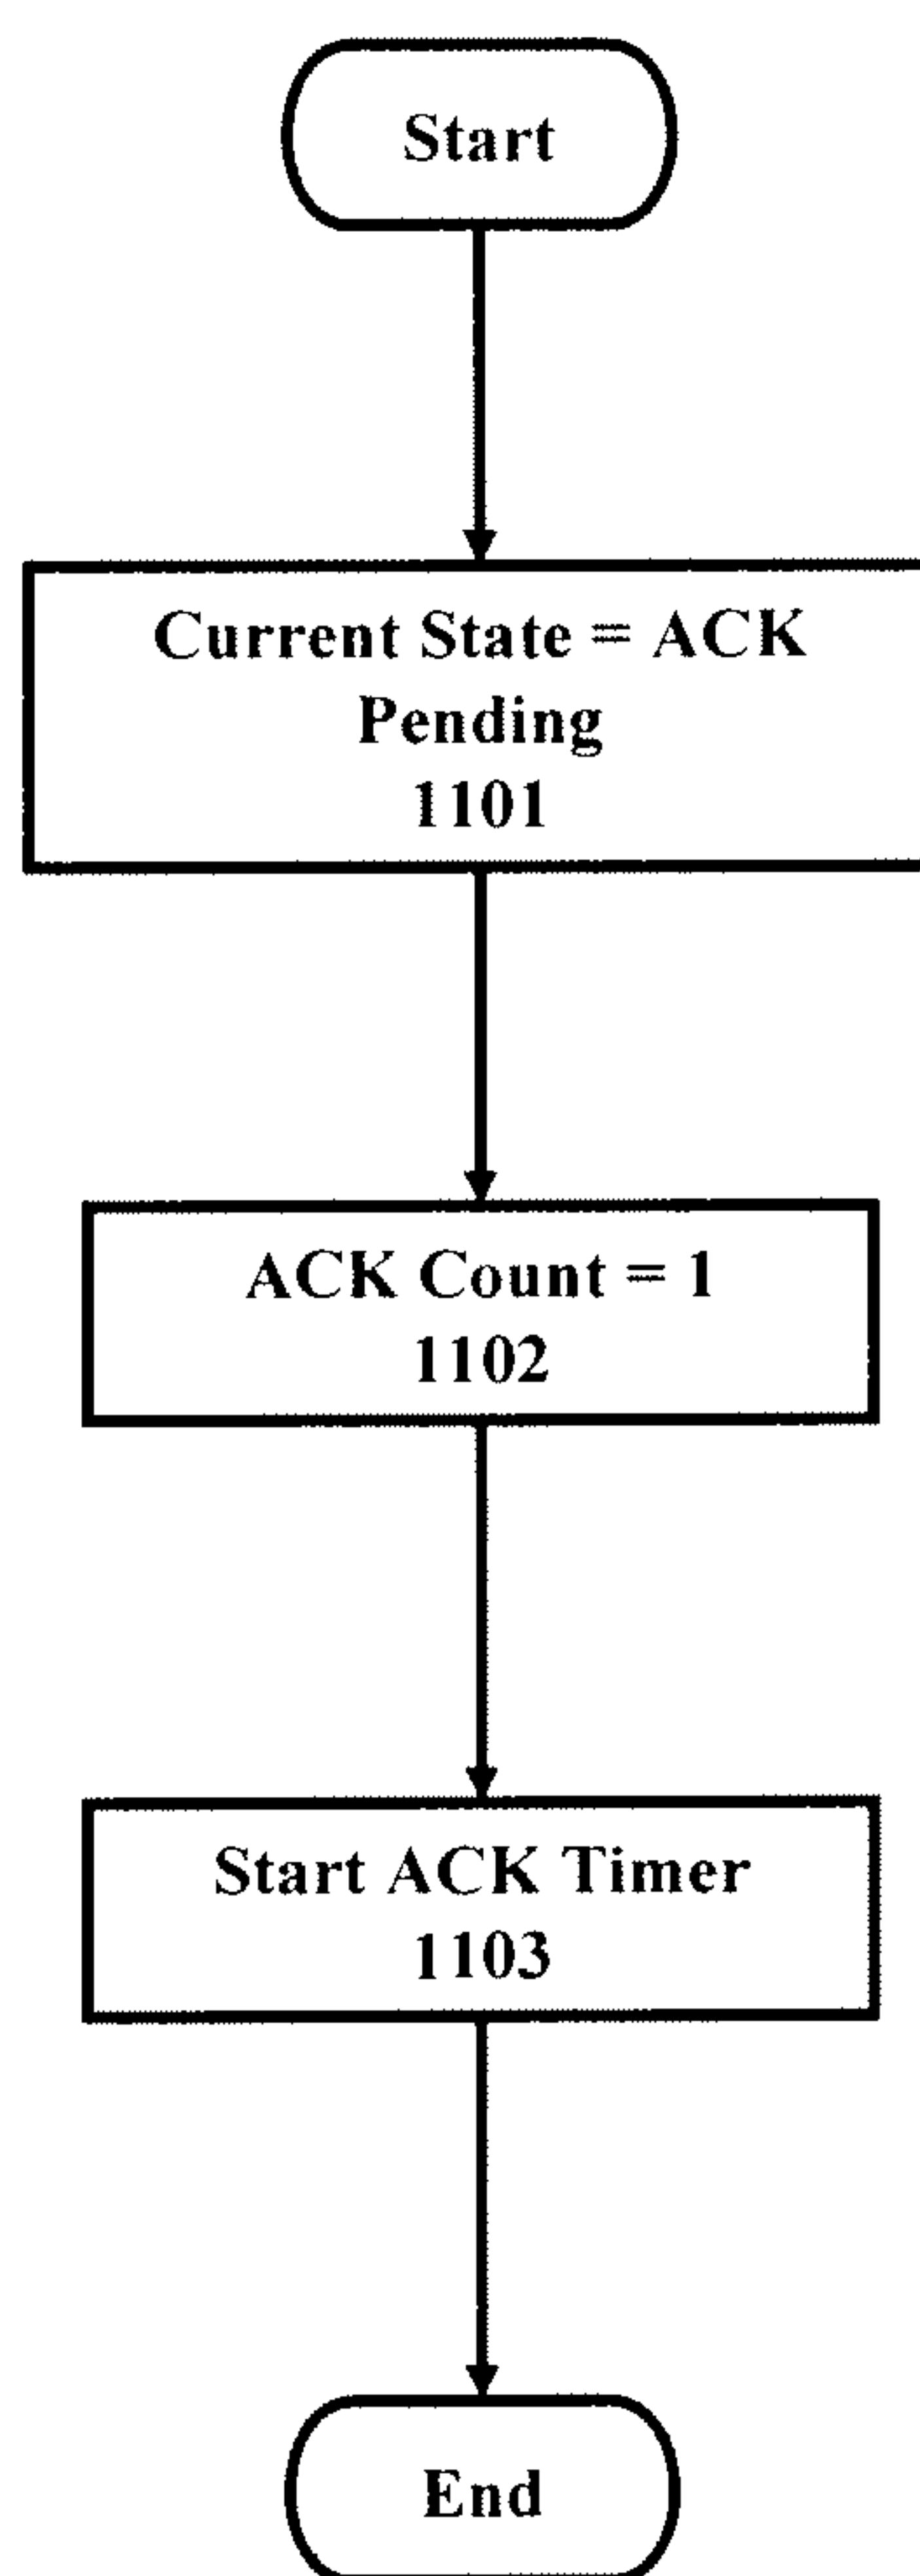 Start
Current State = ACK
Pending
1101
ACK Count = 1
1102
Start ACK Timer
1103
End